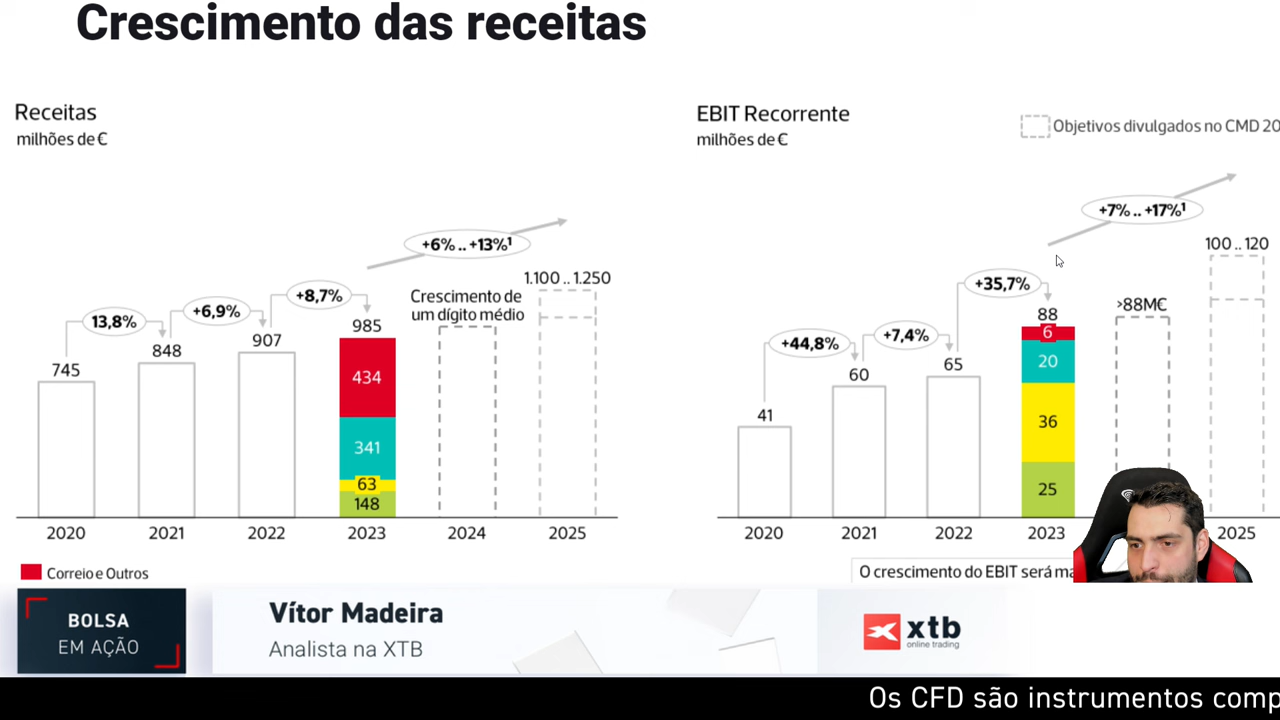 Crescimento das receitas
Receitas
milhões de €
EBIT Recorrente
milhões de €
Objetivos divulgados no CMD 20
+6% .. +13%¹
+7% .. +17%¹
1.100 .. 1.250
100 .. 120
Crescimento de
um dígito médio
>88M€
13,8%
+6,9%
+8,7%
+44,8%
+7,4%
+35,7%
745
848
907
985
434
341
63
148
41
60
65
88
6
20
36
25
2020
2021
2022
2023
2024
2025
2020
2021
2022
2023
2025
Correio e Outros
O crescimento do EBIT será
BOLSA
EM AÇÃO
Vítor Madeira
Analista na XTB
xtb
online trading
Os CFD são instrumentos comp